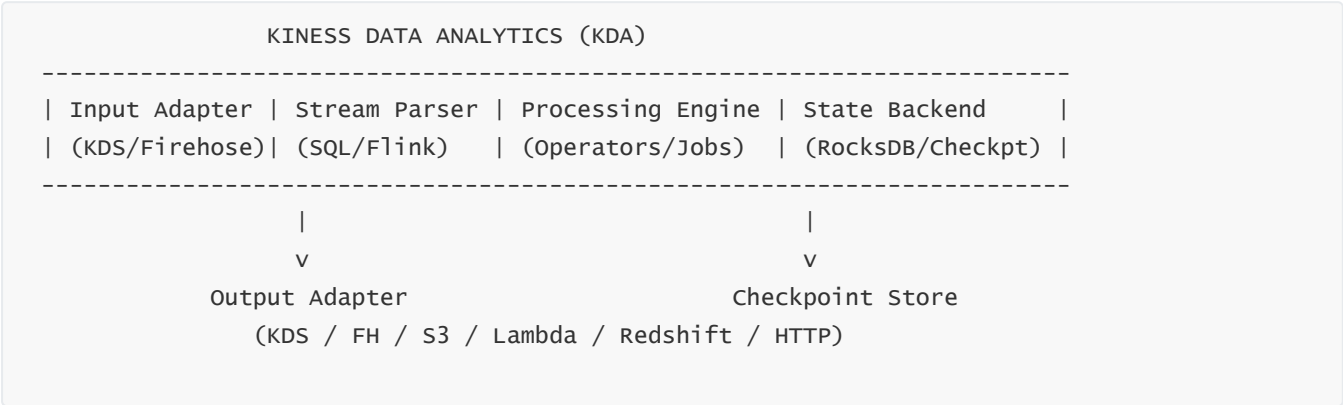 KINESS DATA ANALYTICS (KDA)
-------------------------------------------------------------------------
| Input Adapter | Stream Parser | Processing Engine | State Backend     |
| (KDS/Firehose)| (SQL/Flink)   | (Operators/Jobs)  | (RocksDB/Checkpt) |
-------------------------------------------------------------------------
|                                   |
v                                   v
Output Adapter                       Checkpoint Store
(KDS / FH / S3 / Lambda / Redshift / HTTP)